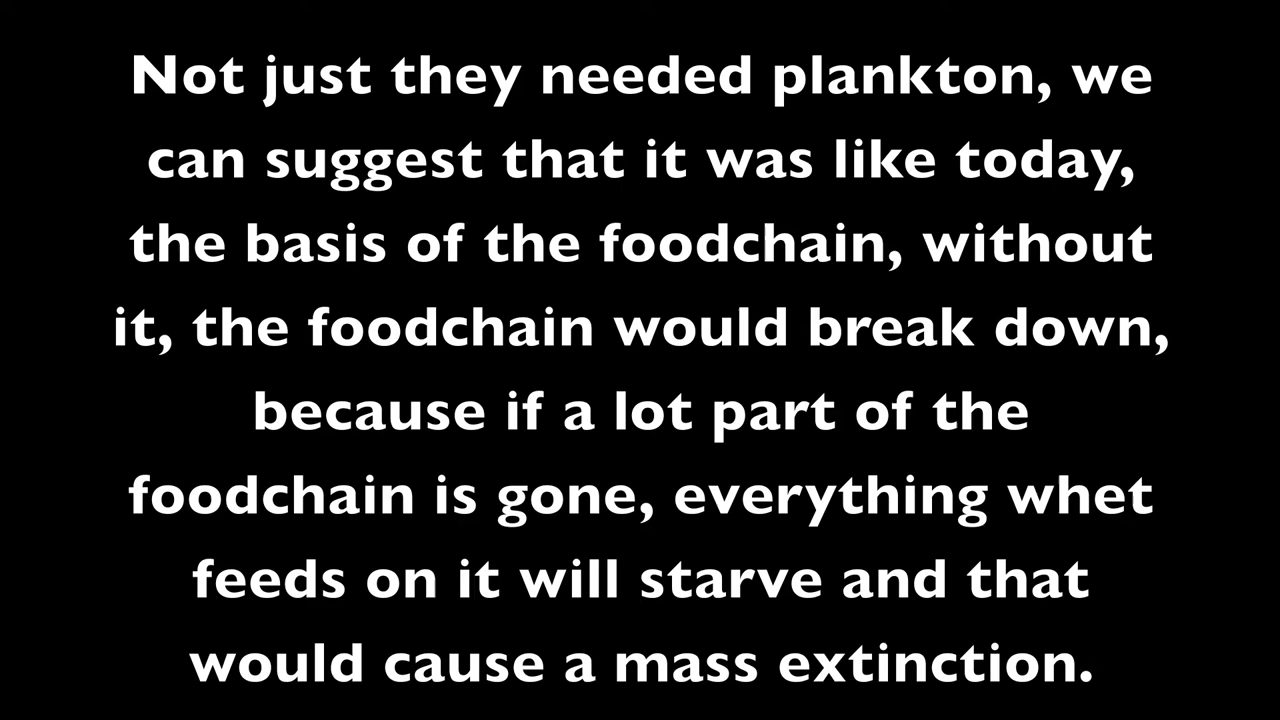 Not just they needed plankton, we
can suggest that it was like today,
the basis of the foodchain, without
it, the foodchain would break down,
because if a lot part of the
foodchain is gone, everything whet
feeds on it will starve and that
would cause a mass extinction.